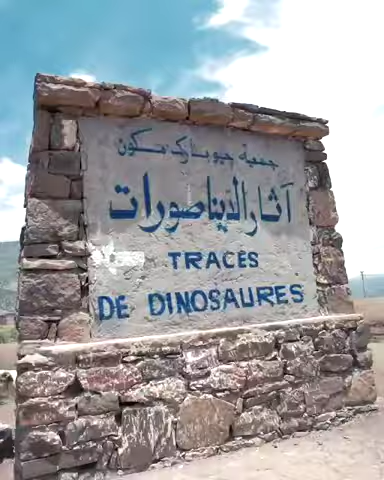 جمعية جيوبارك مكون
آثار الديناصورات
TRACES
DE DINOSAURES